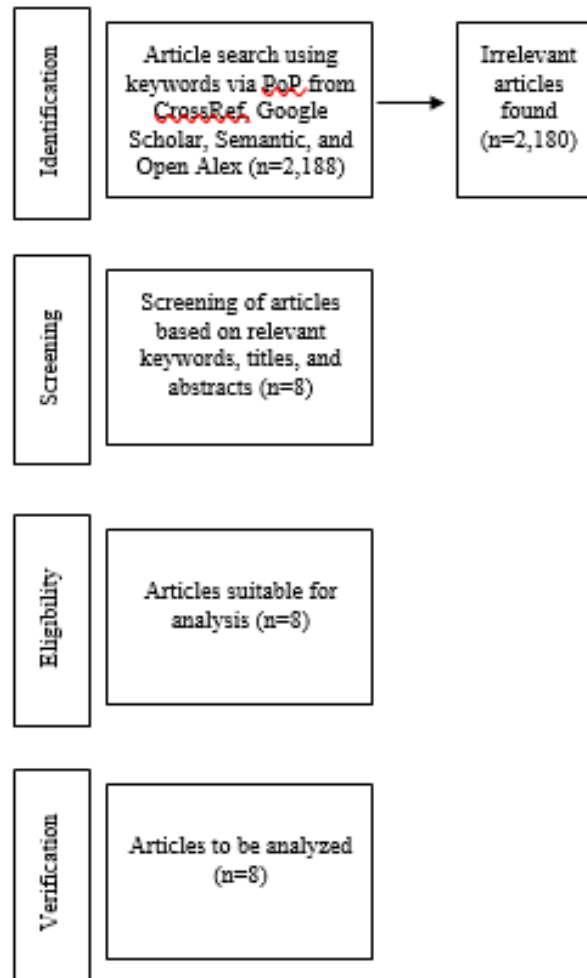 Identification
Article search using
keywords via PoP from
CrossRef, Google
Scholar, Semantic, and
Open Alex (n=2,188)
Irrelevant
articles
found
(n=2,180)
Screening
Screening of articles
based on relevant
keywords, titles, and
abstracts (n=8)
Eligibility
Articles suitable for
analysis (n=8)
Verification
Articles to be analyzed
(n=8)